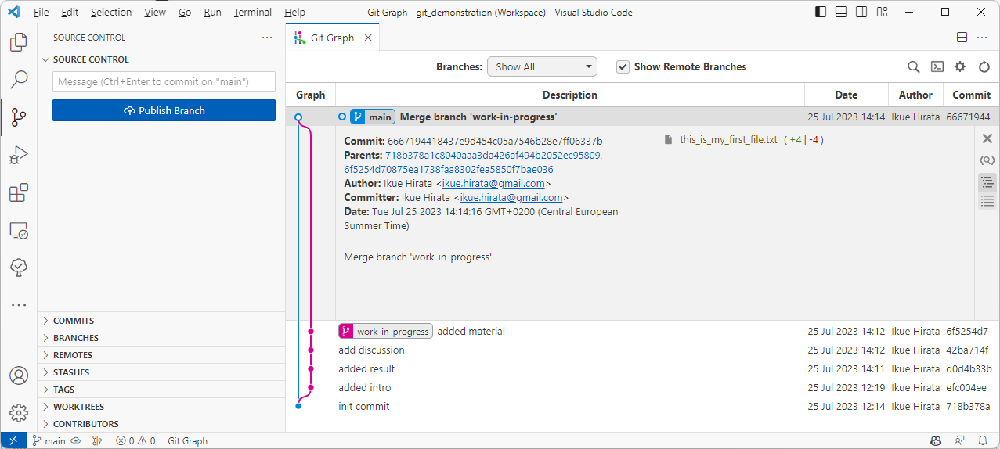 File Edit Selection View Go Run Terminal Help Git Graph - git_demonstration (Workspace) - Visual Studio Code
SOURCE CONTROL
SOURCE CONTROL
Message (Ctrl+Enter to commit on "main")
Publish Branch
COMMITS
BRANCHES
REMOTES
STASHES
TAGS
WORKTREES
CONTRIBUTORS
Git Graph
Branches: Show All Show Remote Branches
Graph Description Date Author Commit
main Merge branch 'work-in-progress' 25 Jul 2023 14:14 Ikue Hirata 66671944
Commit: 6667194418437e9d454c05a7546b28e7ff06337b
Parents: 718b378a1c8040aaa3da426af494b2052ec95809,
6f5254d70875ea1738faa8302fea5850f7bae036
Author: Ikue Hirata <ikue.hirata@gmail.com>
Committer: Ikue Hirata <ikue.hirata@gmail.com>
Date: Tue Jul 25 2023 14:14:16 GMT+0200 (Central European
Summer Time)
Merge branch 'work-in-progress'
this_is_my_first_file.txt ( +4 | -4 )
work-in-progress added material 25 Jul 2023 14:12 Ikue Hirata 6f5254d7
add discussion 25 Jul 2023 14:12 Ikue Hirata 42ba714f
added result 25 Jul 2023 14:11 Ikue Hirata d0d4b33b
added intro 25 Jul 2023 12:19 Ikue Hirata efc004ee
init commit 25 Jul 2023 12:14 Ikue Hirata 718b378a
main 0 0 Git Graph